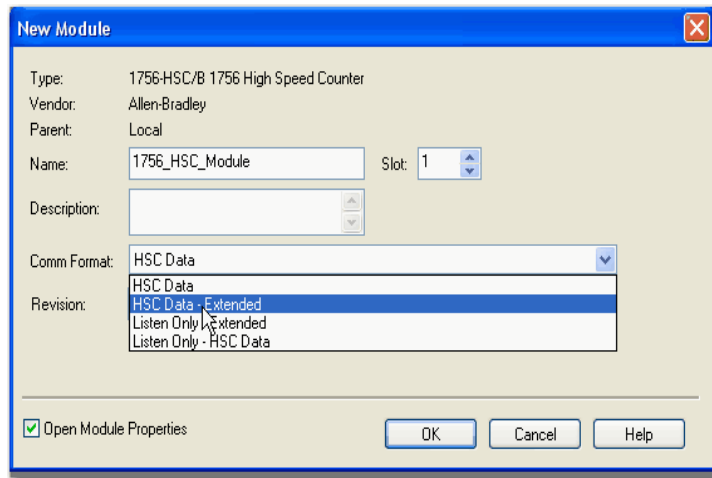 New Module
Type: 1756-HSC/B 1756 High Speed Counter
Vendor: Allen-Bradley
Parent: Local
Name: 1756_HSC_Module Slot: 1
Description:
Comm Format: HSC Data
HSC Data
Revision: HSC Data - Extended
Listen Only - Extended
Listen Only - HSC Data
Open Module Properties OK Cancel Help